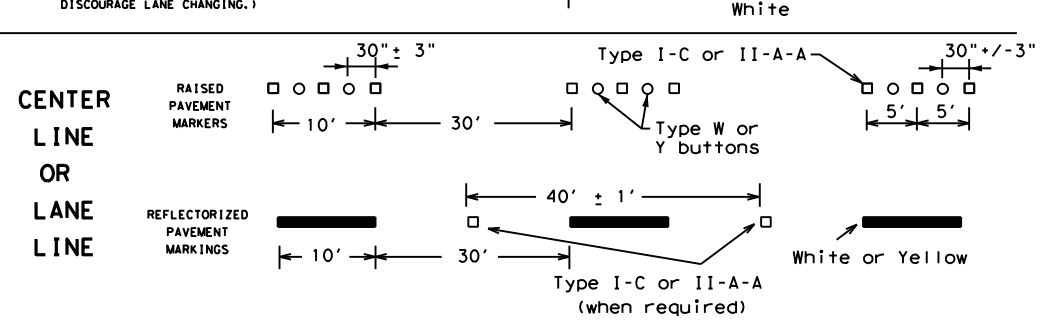 DISCOURAGE LANE CHANGING.)
White
CENTER
LINE
OR
LANE
LINE
RAISED
PAVEMENT
MARKERS
30"± 3"
10'
30'
Type I-C or II-A-A
30"+/-3"
5'
5'
Type W or
Y buttons
REFLECTORIZED
PAVEMENT
MARKINGS
40' ± 1'
10'
30'
Type I-C or II-A-A
(when required)
White or Yellow